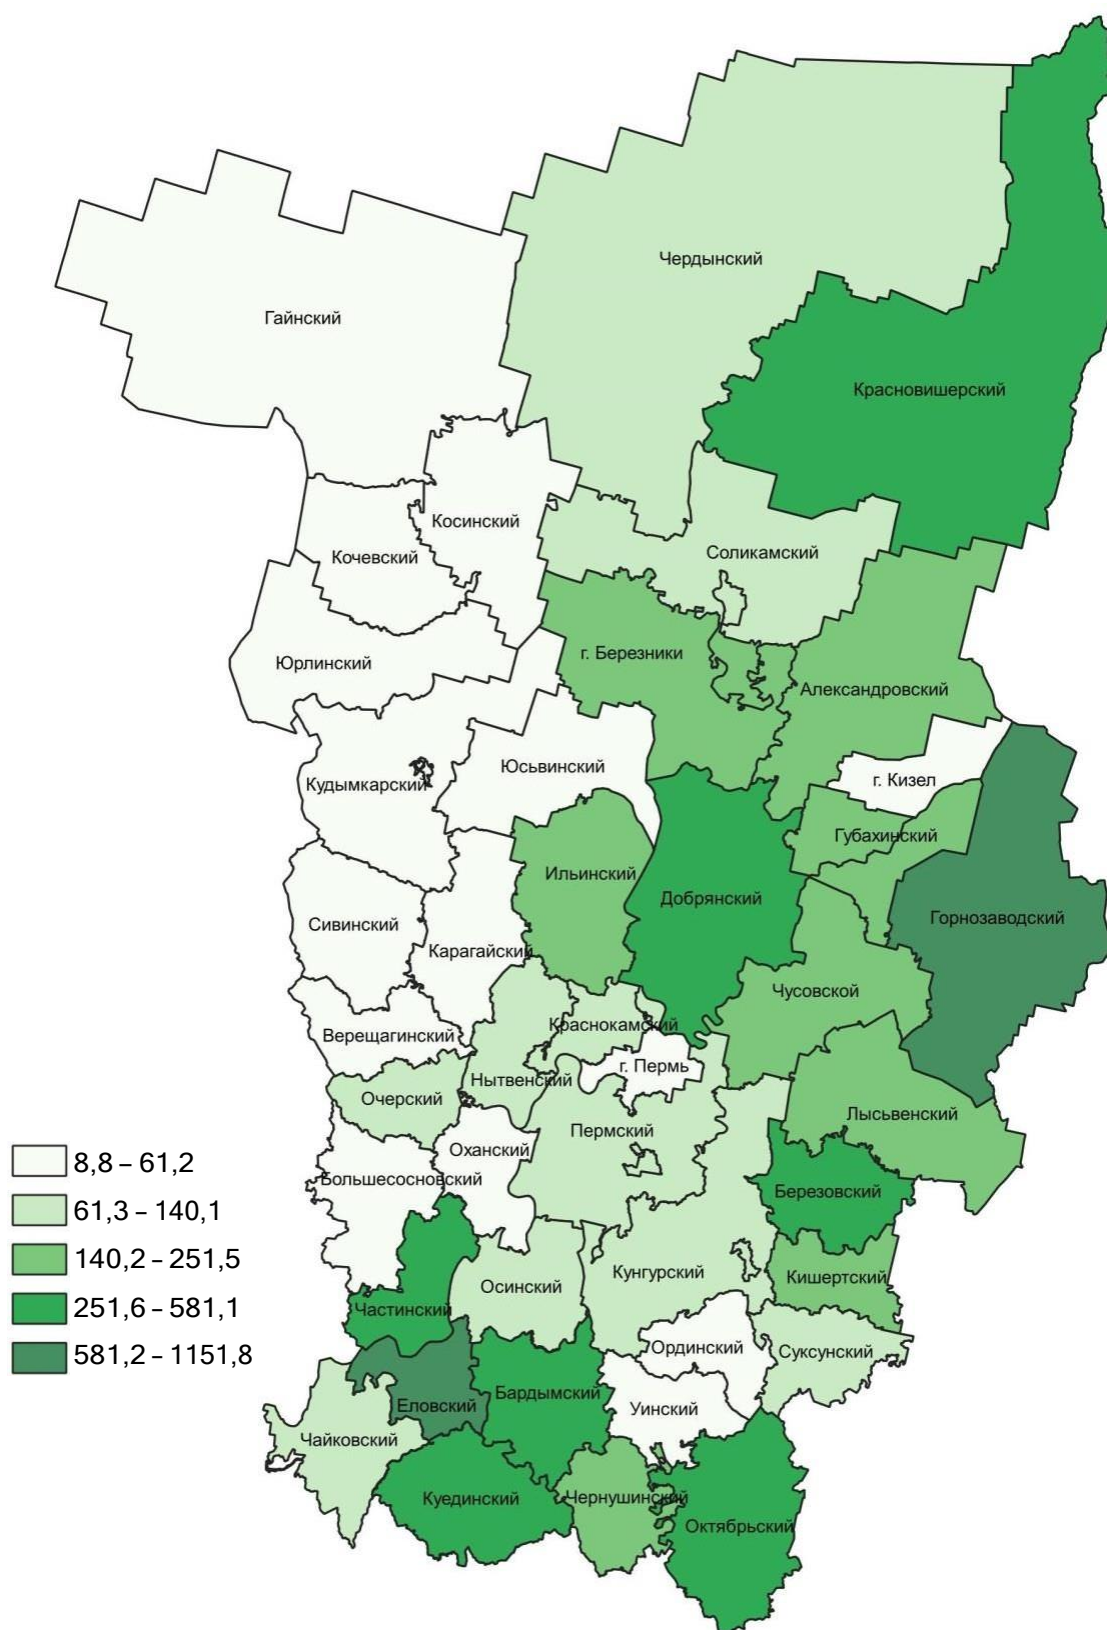 Чердынский
Гайнский
Красновишерский
Косинский
Кочевский
Соликамский
Юрлинский
г. Березники
Александровский
Юсьвинский
Кудымкарский
г. Кизел
Губахинский
Ильинский
Добрянский
Горнозаводский
Сивинский
Карагайский
Чусовской
Верещагинский
Краснокамский
г. Пермь
Нытвенский
Очерский
Лысьвенский
Пермский
Оханский
Большесосновский
Березовский
Кунгурский
Кишертский
Осинский
Частинский
Ординский
Суксунский
Бардымский
Еловский
Уинский
Чайковский
Куединский
Чернушинский
Октябрьский
8,8 – 61,2
61,3 – 140,1
140,2 – 251,5
251,6 – 581,1
581,2 – 1151,8